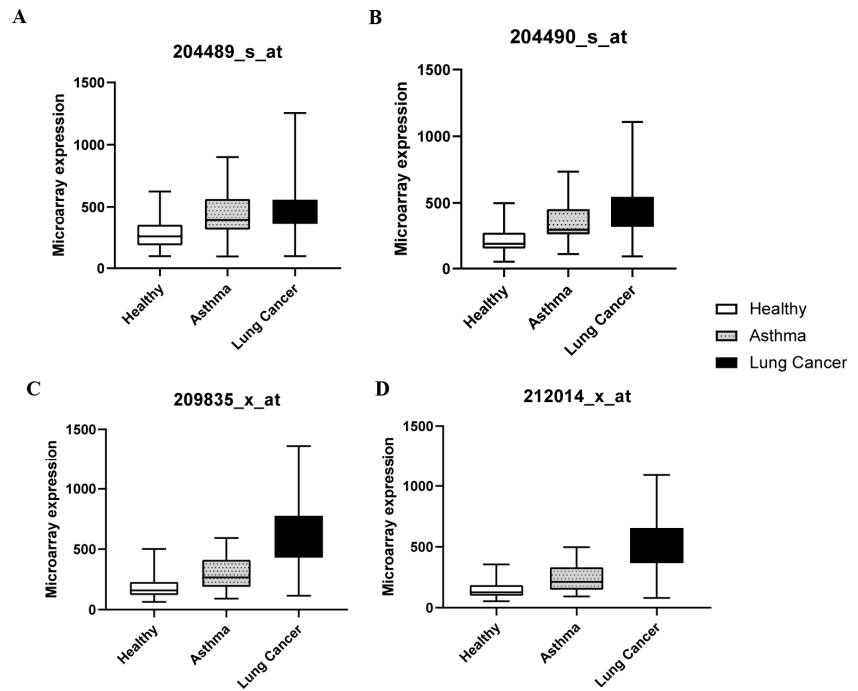 A
204489_s_at
Microarray expression
1500
1000
500
0
Healthy
Asthma
Lung Cancer
B
204490_s_at
Microarray expression
1500
1000
500
0
Healthy
Asthma
Lung Cancer
Healthy
Asthma
Lung Cancer
C
209835_x_at
Microarray expression
1500
1000
500
0
Healthy
Asthma
Lung Cancer
D
212014_x_at
Microarray expression
1500
1000
500
0
Healthy
Asthma
Lung Cancer